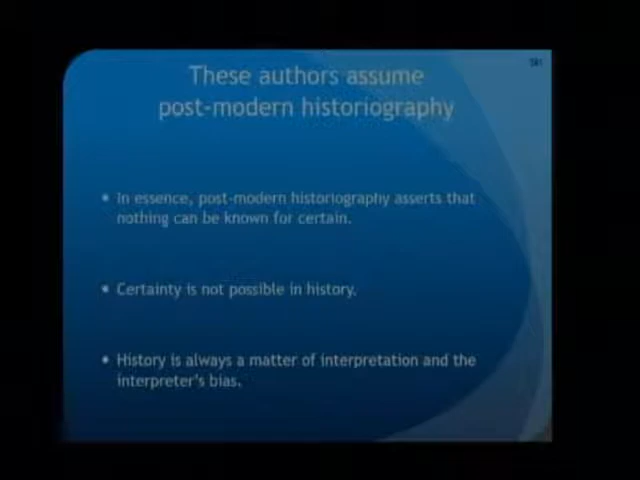 These authors assume
post-modern historiography
• In essence, post-modern historiography asserts that
nothing can be known for certain.
• Certainty is not possible in history.
• History is always a matter of interpretation and the
interpreter's bias.